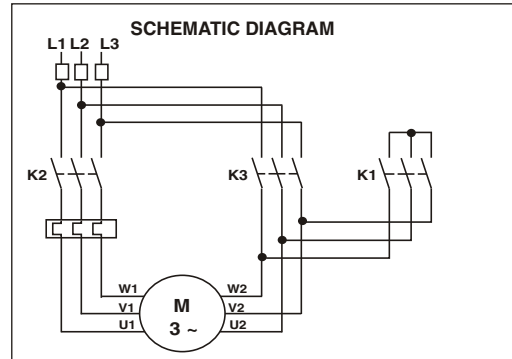 SCHEMATIC DIAGRAM
L1 L2 L3
K2 K3 K1
W1 W2
M
V1 V2
3 ~
U1 U2